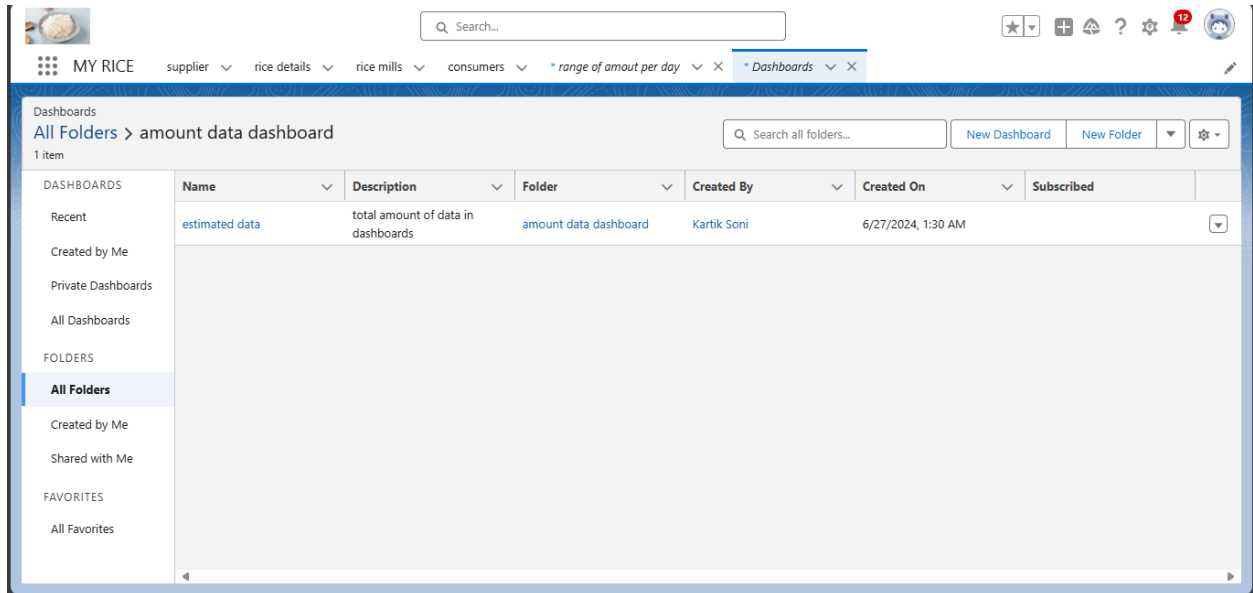 Search...
12
MY RICE
supplier
rice details
rice mills
consumers
* range of amout per day
* Dashboards
Dashboards
All Folders > amount data dashboard
1 item
Search all folders...
New Dashboard
New Folder
DASHBOARDS
Recent
Created by Me
Private Dashboards
All Dashboards
FOLDERS
All Folders
Created by Me
Shared with Me
FAVORITES
All Favorites
Name
Description
Folder
Created By
Created On
Subscribed
estimated data
total amount of data in
dashboards
amount data dashboard
Kartik Soni
6/27/2024, 1:30 AM